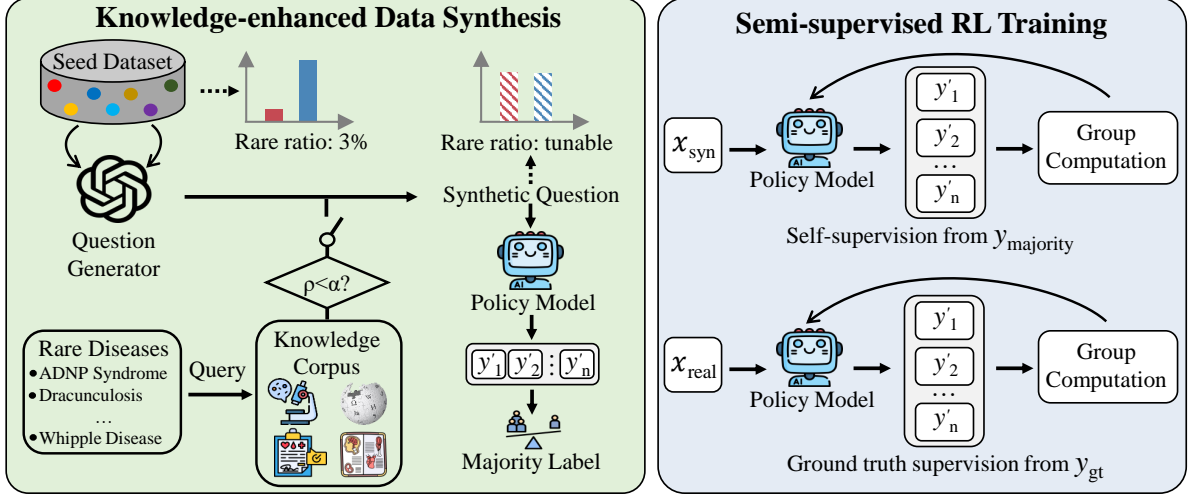 Knowledge-enhanced Data Synthesis
Seed Dataset
Rare ratio: 3%
Rare ratio: tunable
Question
Generator
Synthetic Question
ρ<α?
AI
Policy Model
Rare Diseases
●ADNP Syndrome
●Dracunculosis
...
●Whipple Disease
Query
Knowledge
Corpus
y'1 y'2 : y'n
Majority Label
Semi-supervised RL Training
xsyn
AI
Policy Model
y'1
y'2
...
y'n
Group
Computation
Self-supervision from ymajority
xreal
AI
Policy Model
y'1
y'2
...
y'n
Group
Computation
Ground truth supervision from ygt